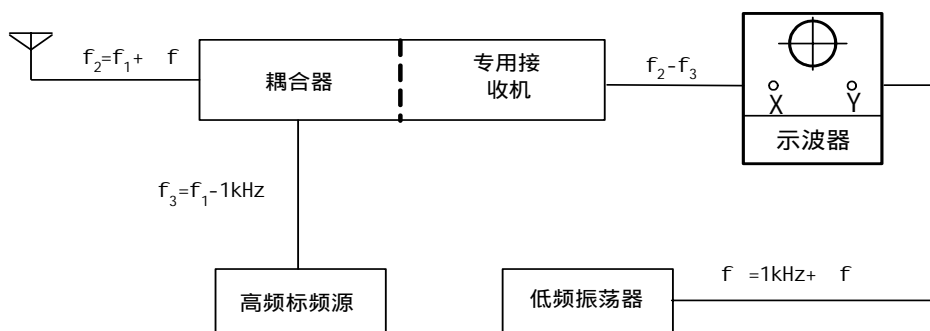 f₂=f₁+ f
耦合器
专用接
收机
f₂-f₃
X
Y
示波器
f₃=f₁-1kHz
高频标频源
低频振荡器
f =1kHz+ f